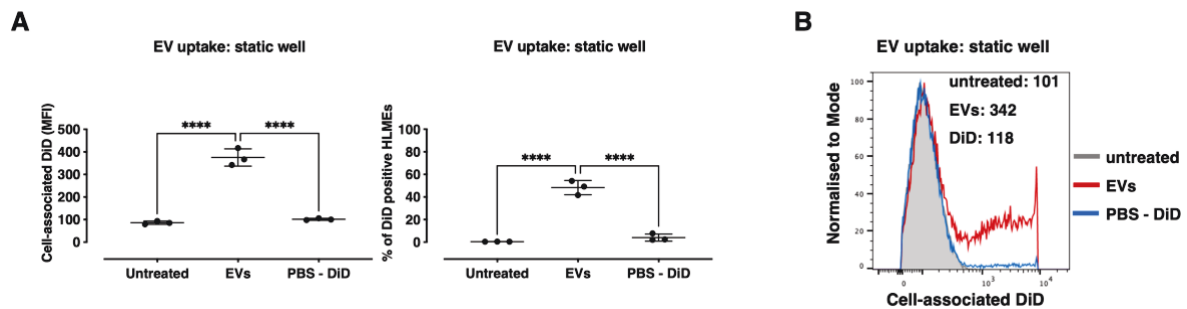 A
EV uptake: static well
Cell-associated DiD (MFI)
500
400
300
200
100
0
****
****
Untreated
EVs
PBS - DiD
EV uptake: static well
% of DiD positive HLMEs
100
80
60
40
20
0
****
****
Untreated
EVs
PBS - DiD
B
EV uptake: static well
Normalised to Mode
100
80
60
40
20
0
untreated: 101
EVs: 342
DiD: 118
0
10³
10⁴
Cell-associated DiD
untreated
EVs
PBS - DiD